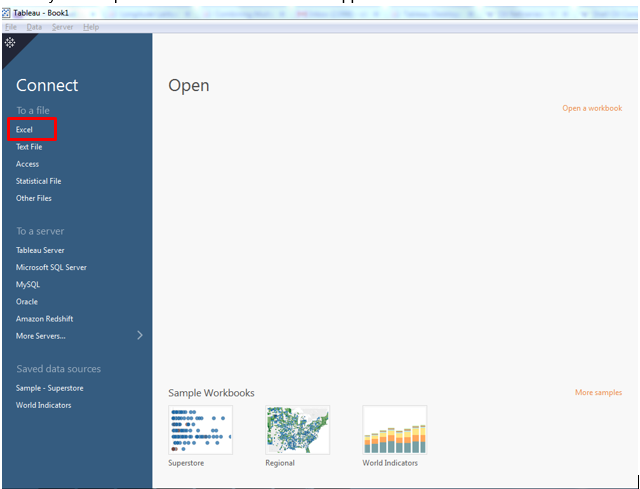 Tableau - Book1
File Data Server Help
Connect
To a file
Excel
Text File
Access
Statistical File
Other Files
To a server
Tableau Server
Microsoft SQL Server
MySQL
Oracle
Amazon Redshift
More Servers...
Saved data sources
Sample - Superstore
World Indicators
Open
Open a workbook
Sample Workbooks
More samples
Superstore
Regional
World Indicators